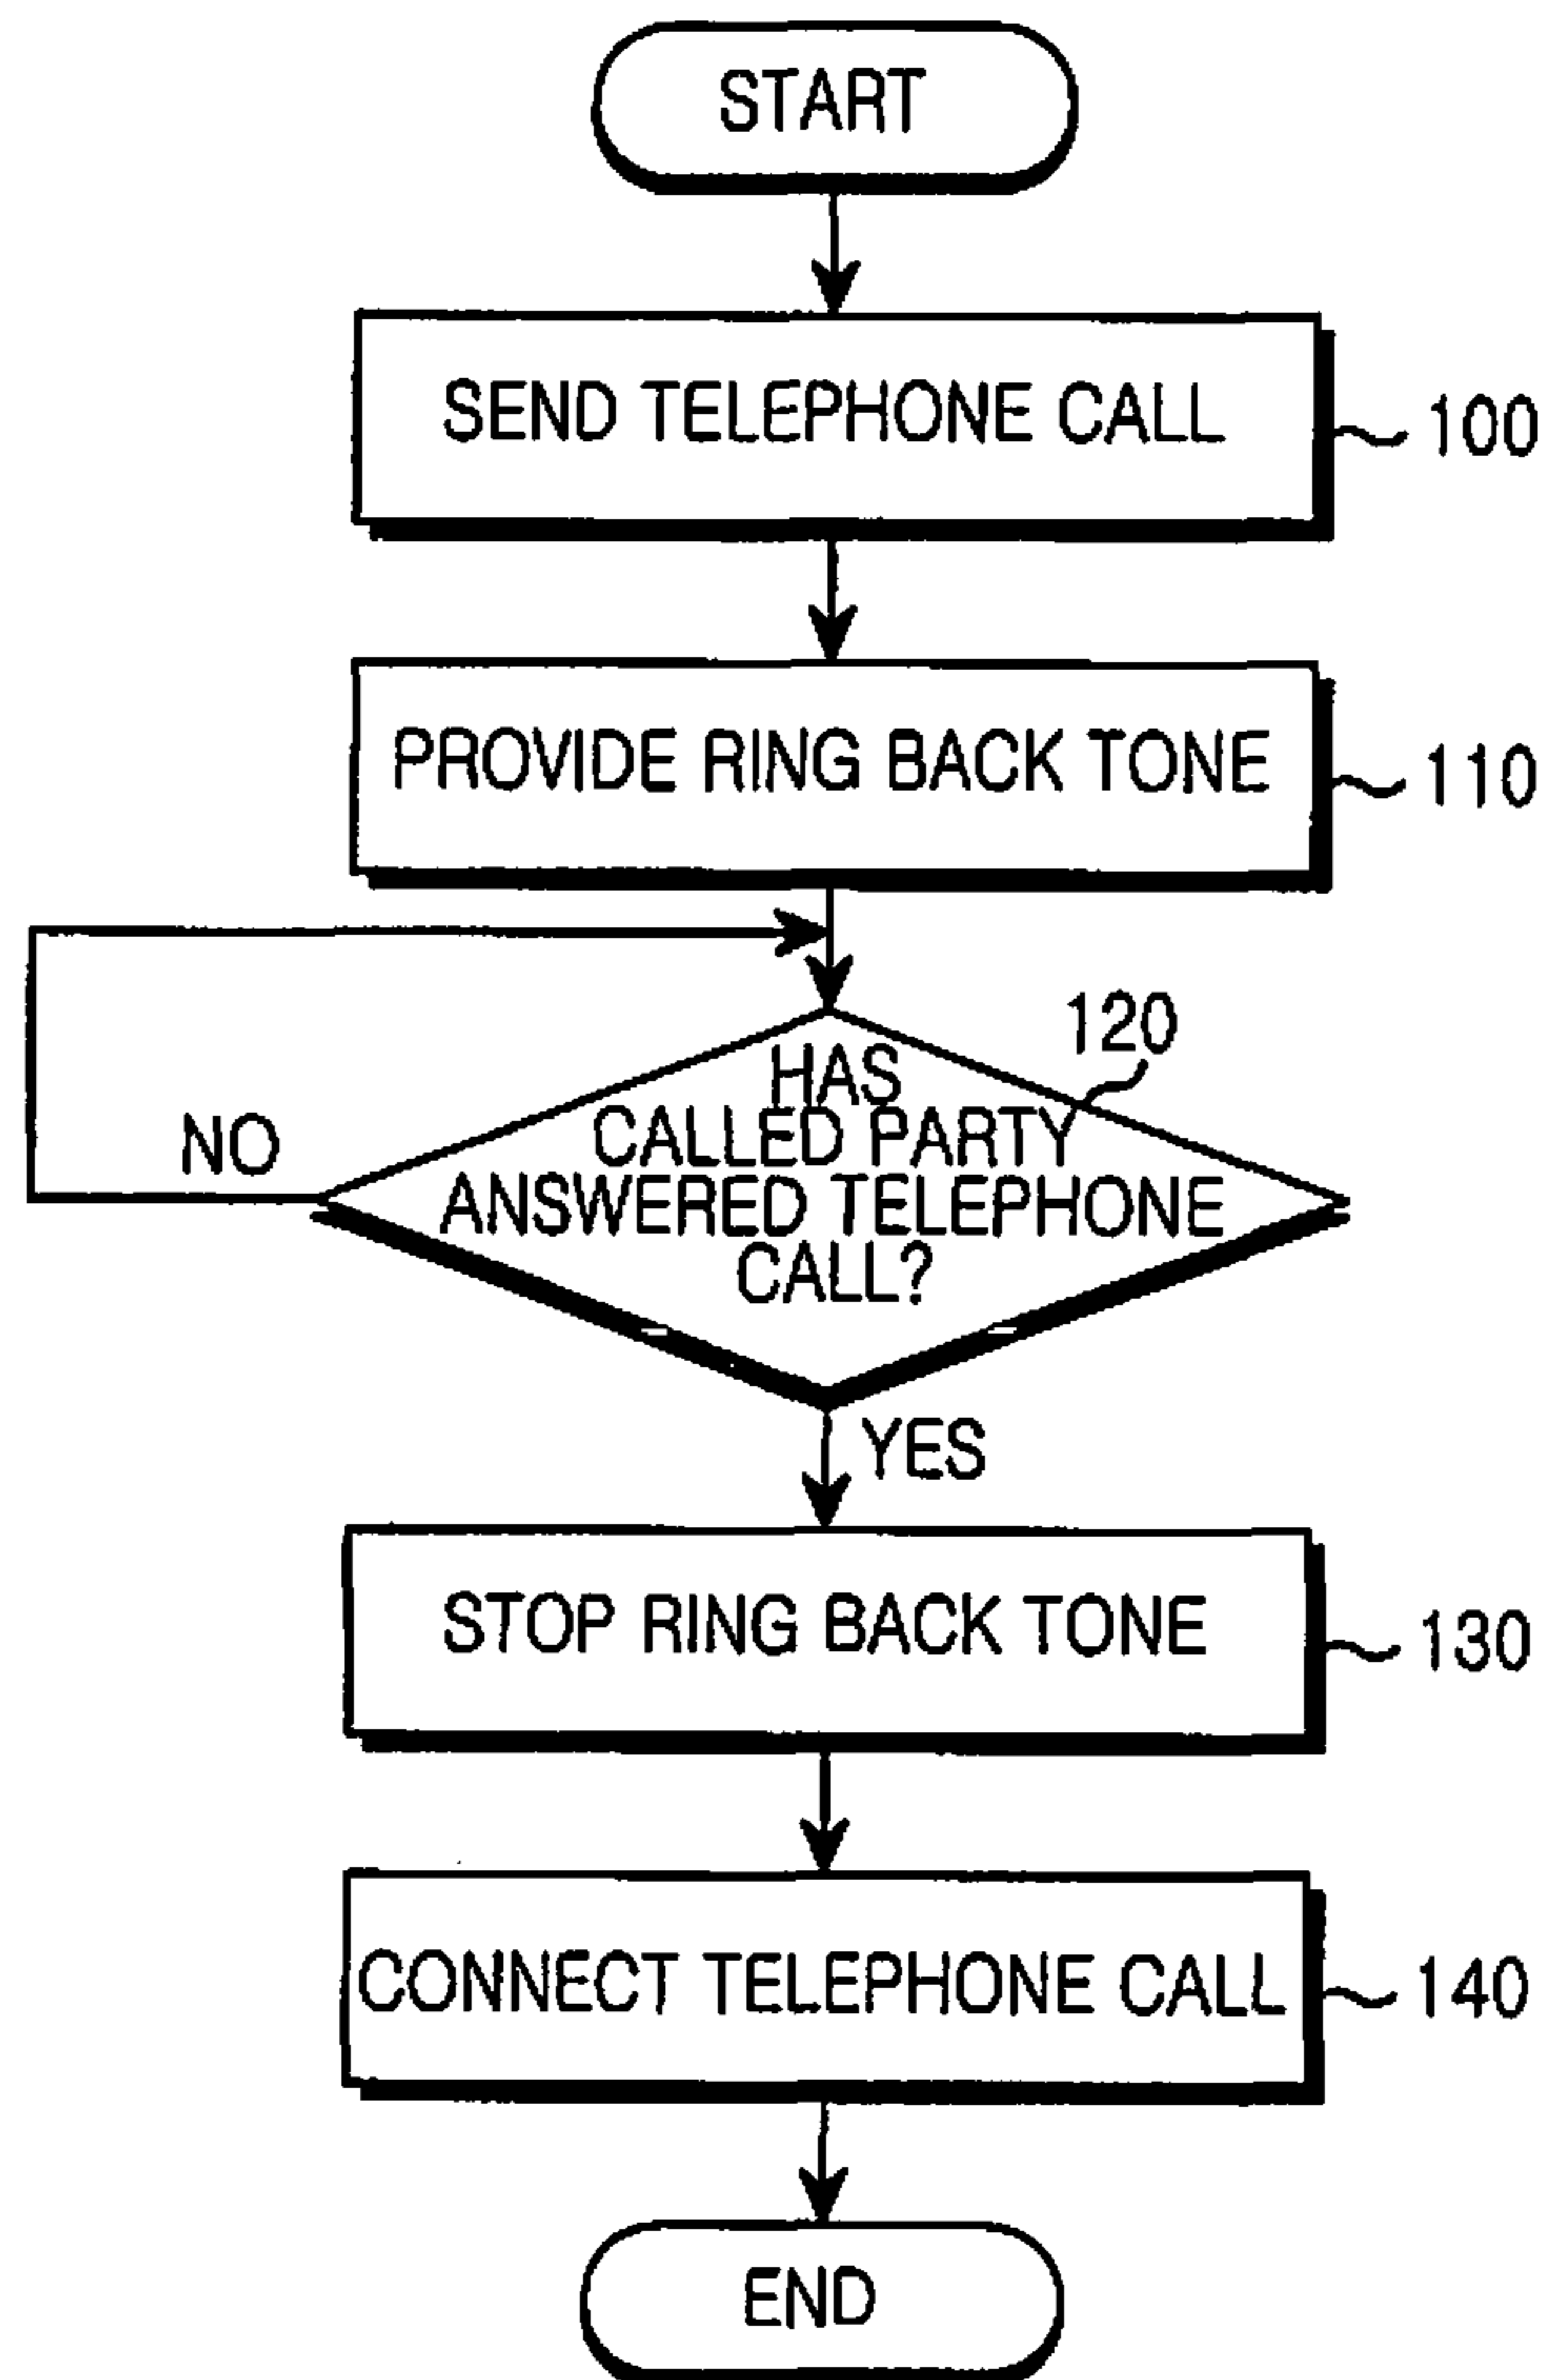 START
SEND TELEPHONE CALL
100
PROVIDE RING BACK TONE
110
120
HAS
CALLED PARTY
ANSWERED TELEPHONE
CALL?
NO
YES
STOP RING BACK TONE
130
CONNECT TELEPHONE CALL
140
END